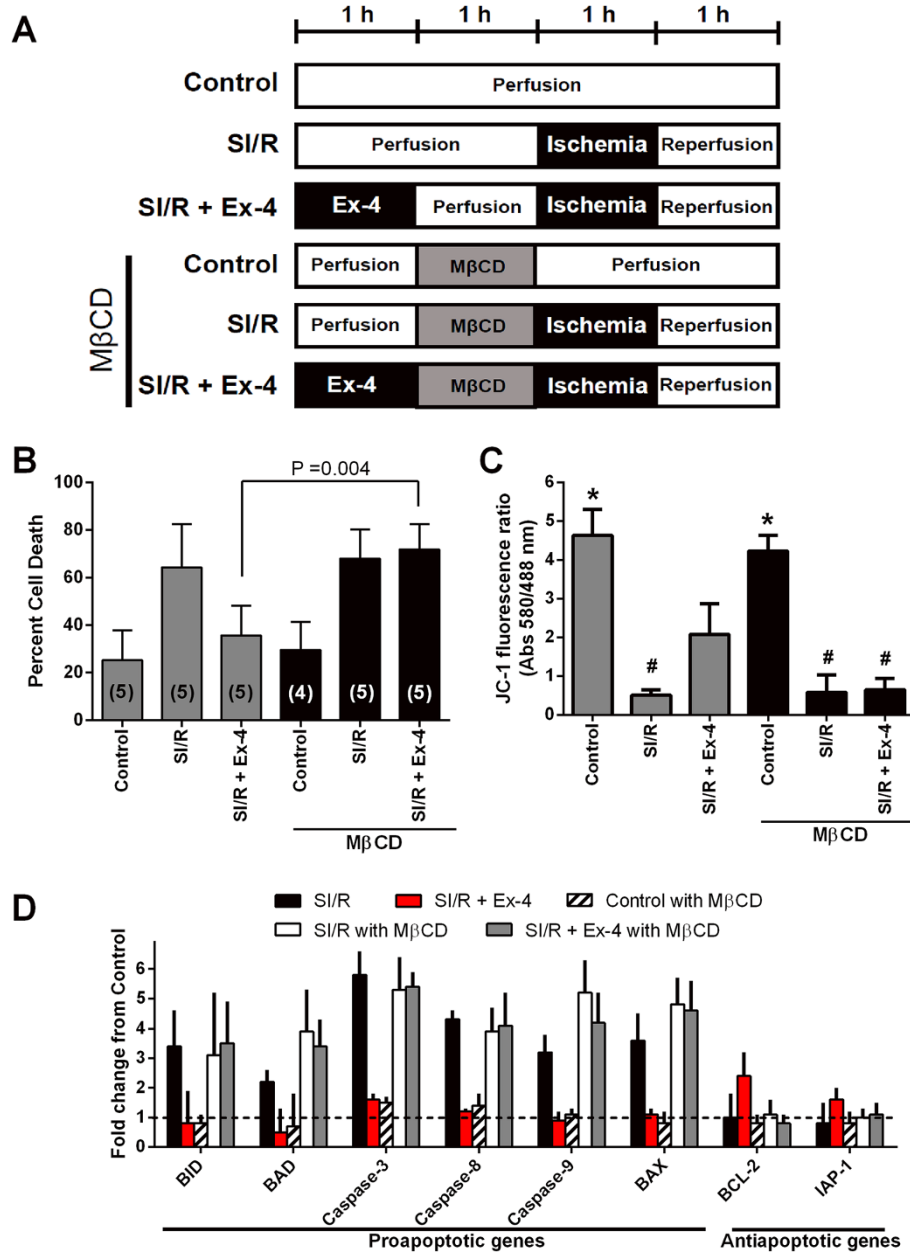 A
1 h 1 h 1 h 1 h
Control Perfusion
SI/R Perfusion Ischemia Reperfusion
SI/R + Ex-4 Ex-4 Perfusion Ischemia Reperfusion
MβCD
Control Perfusion MβCD Perfusion
SI/R Perfusion MβCD Ischemia Reperfusion
SI/R + Ex-4 Ex-4 MβCD Ischemia Reperfusion
B
P =0.004
Percent Cell Death
100
80
60
40
20
0
(5) (5) (5) (4) (5) (5)
Control SI/R SI/R + Ex-4 Control SI/R SI/R + Ex-4
MβCD
C
JC-1 fluorescence ratio
(Abs 580/488 nm)
6
5
4
3
2
1
0
* # * # #
Control SI/R SI/R + Ex-4 Control SI/R SI/R + Ex-4
MβCD
D
SI/R SI/R + Ex-4 Control with MβCD
SI/R with MβCD SI/R + Ex-4 with MβCD
Fold change from Control
6
5
4
3
2
1
0
BID BAD Caspase-3 Caspase-8 Caspase-9 BAX BCL-2 IAP-1
Proapoptotic genes Antiapoptotic genes